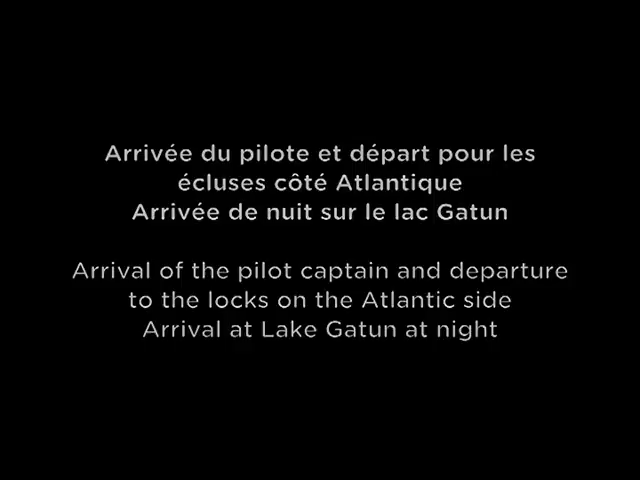 Arrivée du pilote et départ pour les
écluses côté Atlantique
Arrivée de nuit sur le lac Gatun
Arrival of the pilot captain and departure
to the locks on the Atlantic side
Arrival at Lake Gatun at night